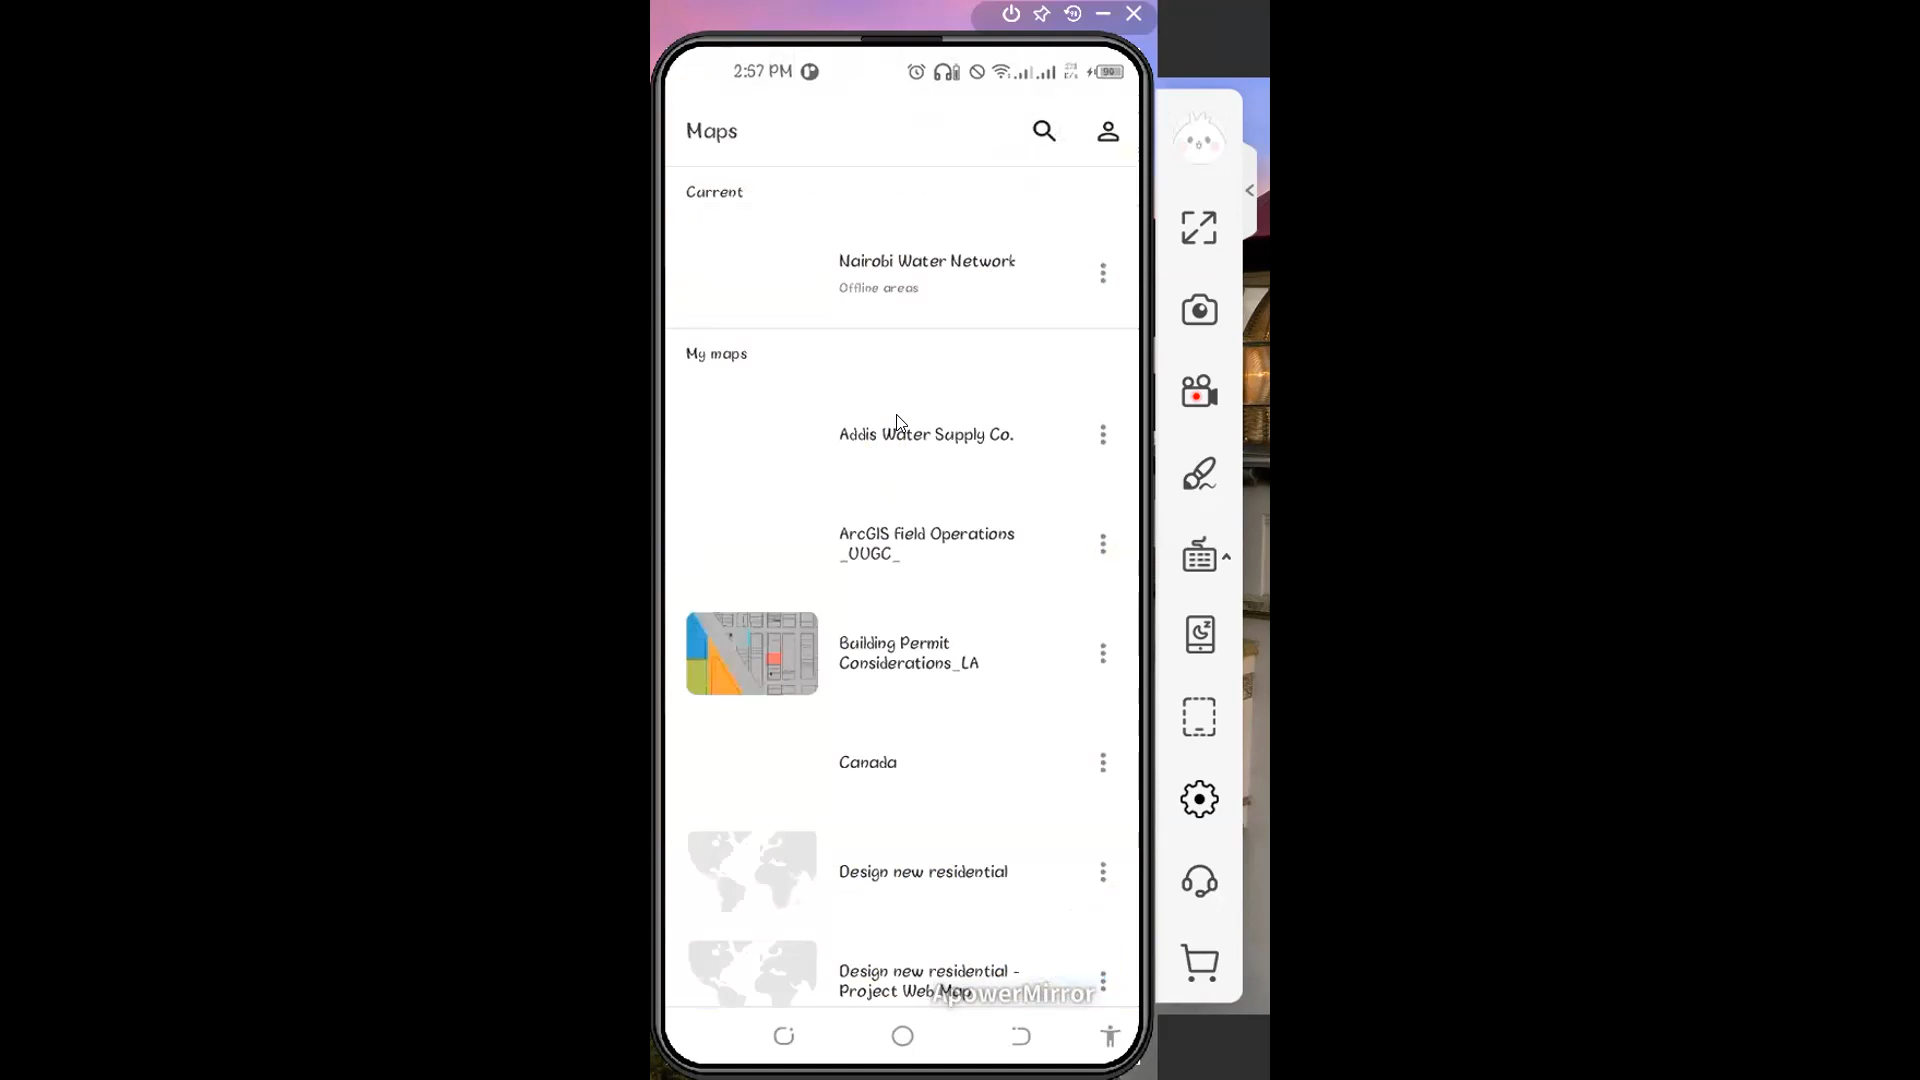 2:57 PM
99
Maps
Current
Nairobi Water Network
Offline areas
My maps
Addis Water Supply Co.
ArcGIS Field Operations
_UUGC_
Building Permit
Considerations_LA
Canada
Design new residential
Design new residential -
Project Web Map
ApowerMirror